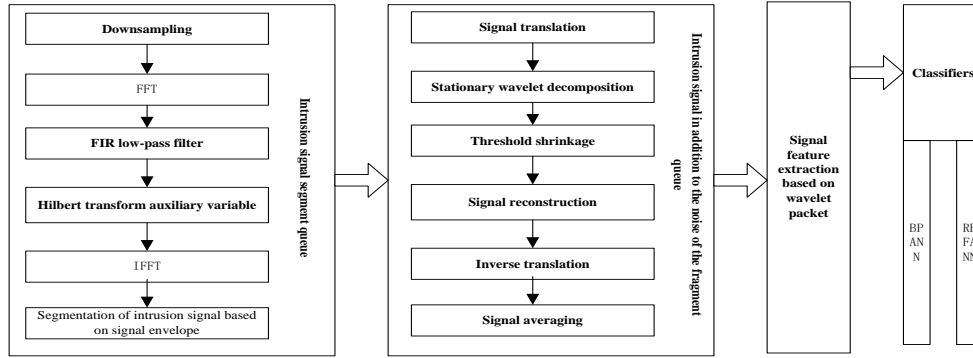 Downsampling
FFT
FIR low-pass filter
Hilbert transform auxiliary variable
IFFT
Segmentation of intrusion signal based
on signal envelope
Intrusion signal segment queue
Signal translation
Stationary wavelet decomposition
Threshold shrinkage
Signal reconstruction
Inverse translation
Signal averaging
Intrusion signal in addition to the noise of the fragment
queue
Signal
feature
extraction
based on
wavelet
packet
Classifiers
BP
AN
N